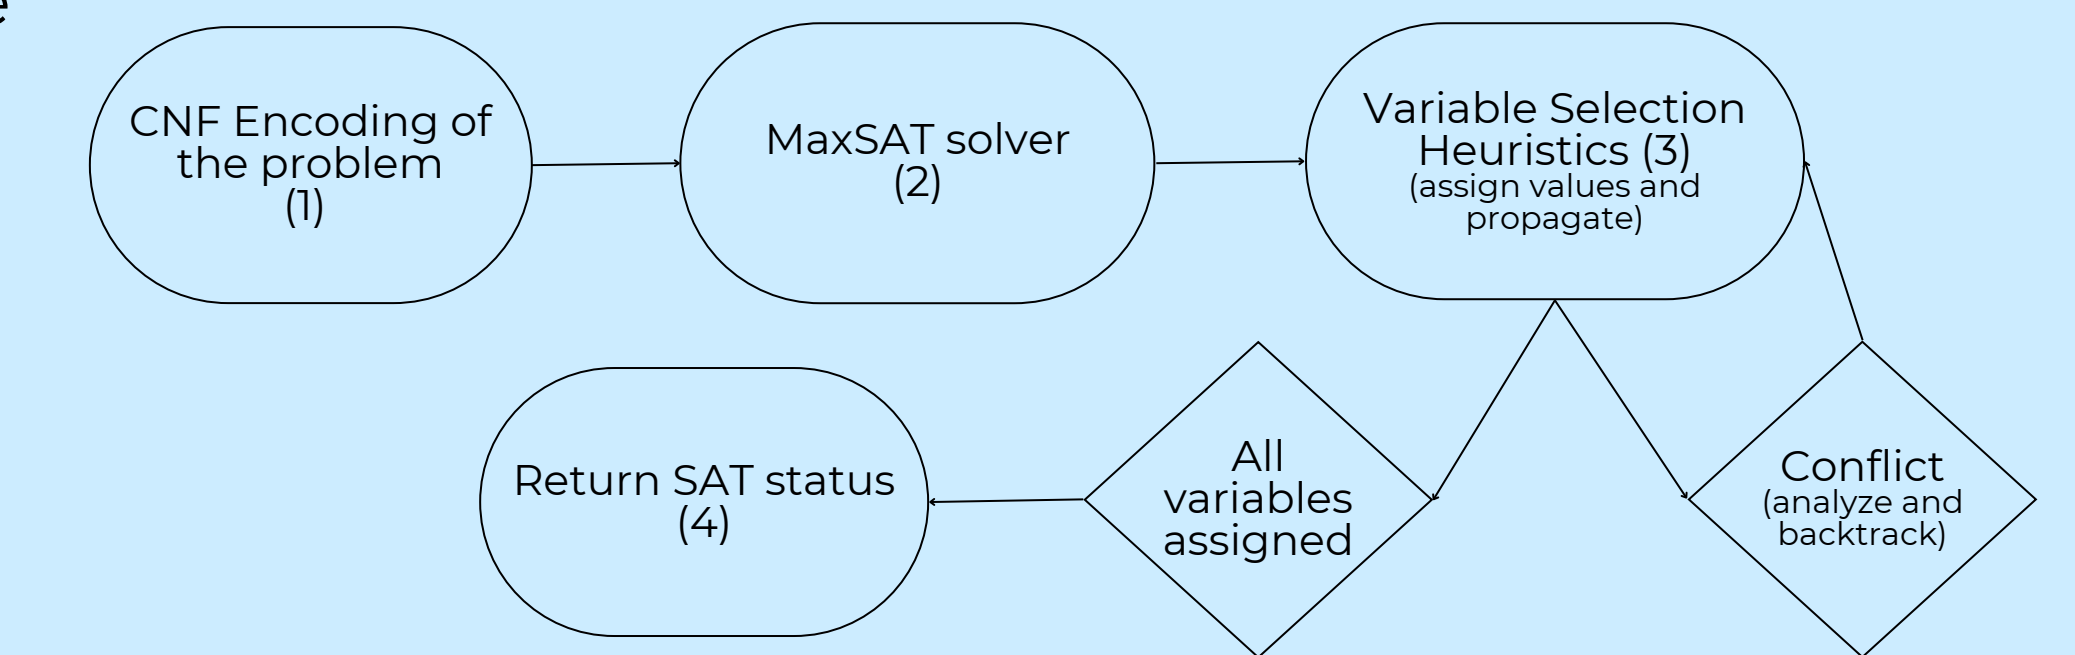 CNF Encoding of
the problem
(1)
MaxSAT solver
(2)
Variable Selection
Heuristics (3)
(assign values and
propagate)
Return SAT status
(4)
All
variables
assigned
Conflict
(analyze and
backtrack)